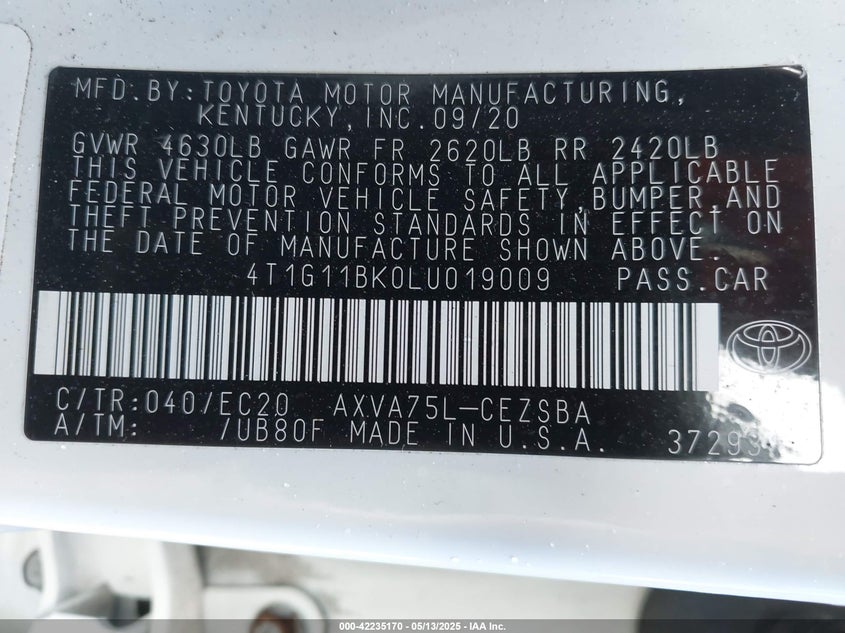 MFD.BY:TOYOTA MOTOR MANUFACTURING,
KENTUCKY,INC.09/20
GVWR 4630LB GAWR FR 2620LB RR 2420LB
THIS VEHICLE CONFORMS TO ALL APPLICABLE
FEDERAL MOTOR VEHICLE SAFETY,BUMPER,AND
THEFT PREVENTION STANDARDS IN EFFECT ON
THE DATE OF MANUFACTURE SHOWN ABOVE.
4T1G11BK0LU019009 PASS.CAR
C/TR:040/EC20 AXVA75L-CEZSBA
A/TM: /UB80F MADE IN U.S.A.
000-42235170 - 05/13/2025 - IAA Inc.